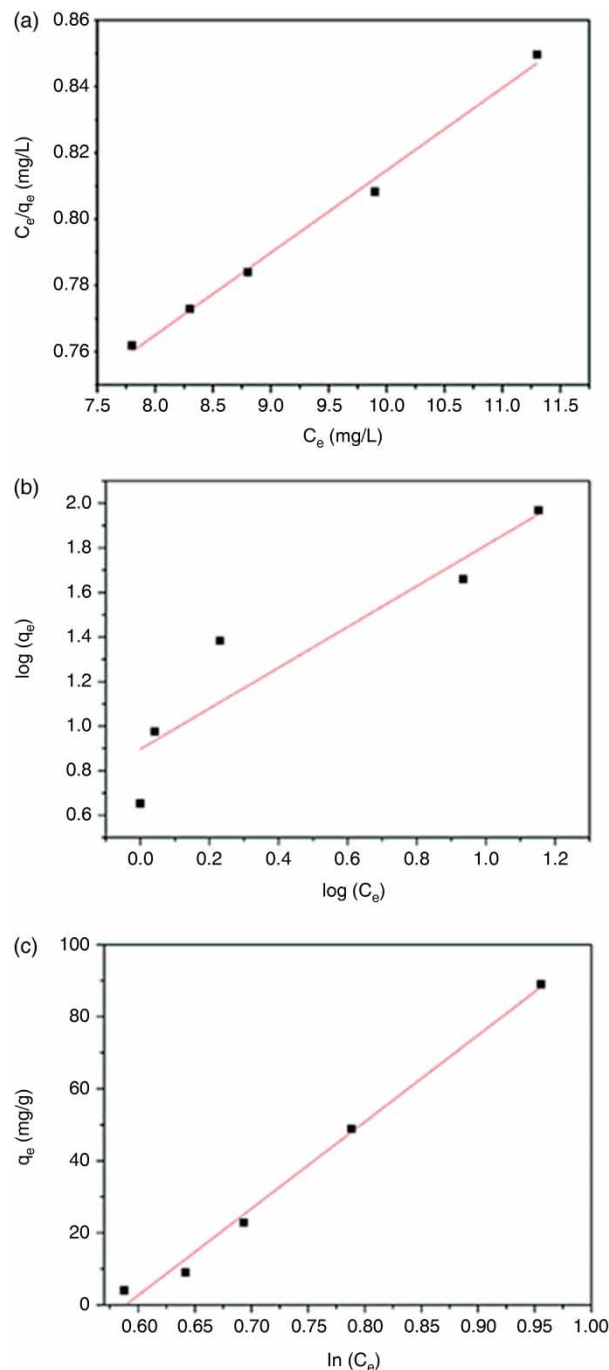 (a)
0.86
0.84
0.82
0.80
0.78
0.76
Ce/qe (mg/L)
7.5 8.0 8.5 9.0 9.5 10.0 10.5 11.0 11.5
Ce (mg/L)
(b)
2.0
1.8
1.6
1.4
1.2
1.0
0.8
0.6
log (qe)
0.0 0.2 0.4 0.6 0.8 1.0 1.2
log (Ce)
(c)
100
80
60
40
20
0
qe (mg/g)
0.60 0.65 0.70 0.75 0.80 0.85 0.90 0.95 1.00
ln (Ce)